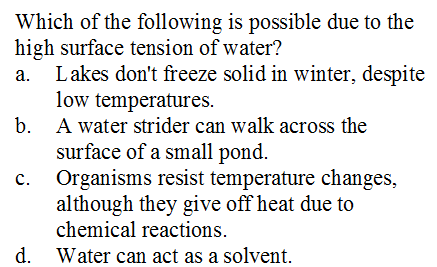 Which of the following is possible due to the
high surface tension of water?
a. Lakes don't freeze solid in winter, despite
low temperatures.
b. A water strider can walk across the
surface of a small pond.
c. Organisms resist temperature changes,
although they give off heat due to
chemical reactions.
d. Water can act as a solvent.